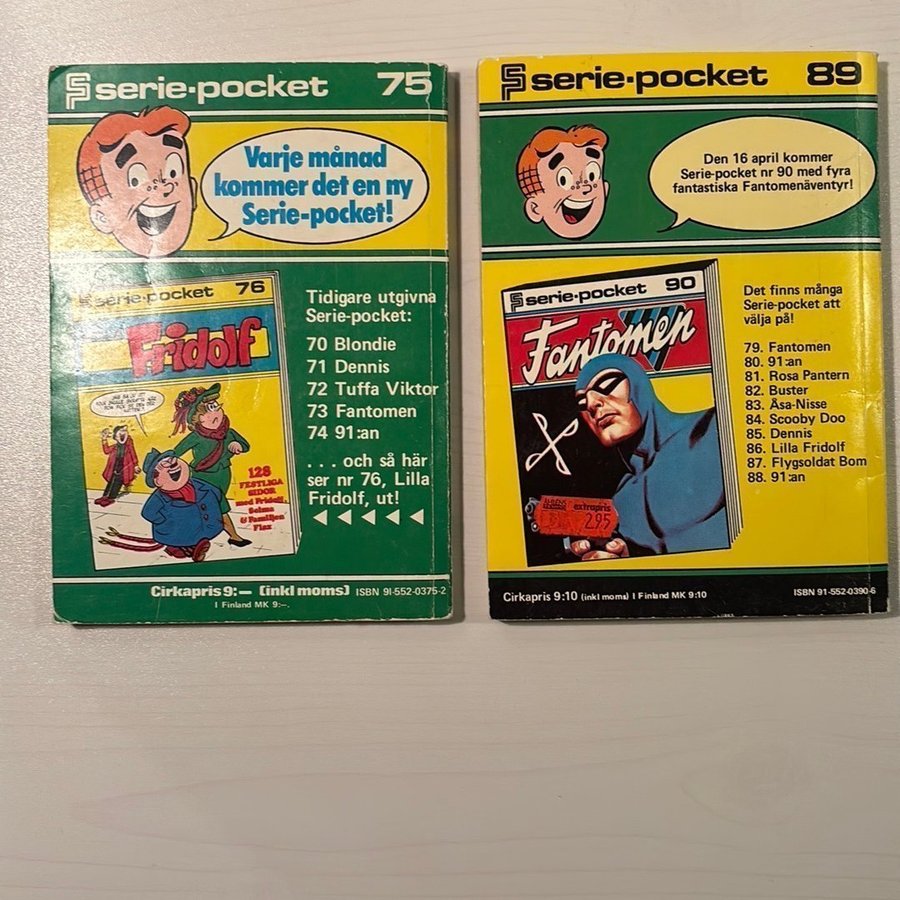 serie-pocket 75
Varje månad
kommer det en ny
Serie-pocket!
serie-pocket 76
Fridolf
128
FESTLIGA
SIDOR
med Fridolf,
Selma
& Familjen
Flax
Tidigare utgivna
Serie-pocket:
70 Blondie
71 Dennis
72 Tuffa Viktor
73 Fantomen
74 91:an
. . . och så här
ser nr 76, Lilla
Fridolf, ut!
Cirkapris 9:— (inkl moms) ISBN 91-552-0375-2
I Finland MK 9:—.
serie-pocket 89
Den 16 april kommer
Serie-pocket nr 90 med fyra
fantastiska Fantomenäventyr!
serie-pocket 90
Fantomen
extrapris
2.95
Det finns många
Serie-pocket att
välja på!
79. Fantomen
80. 91:an
81. Rosa Pantern
82. Buster
83. Åsa-Nisse
84. Scooby Doo
85. Dennis
86. Lilla Fridolf
87. Flygsoldat Bom
88. 91:an
Cirkapris 9:10 (inkl moms) I Finland MK 9:10 ISBN 91-552-0390-6